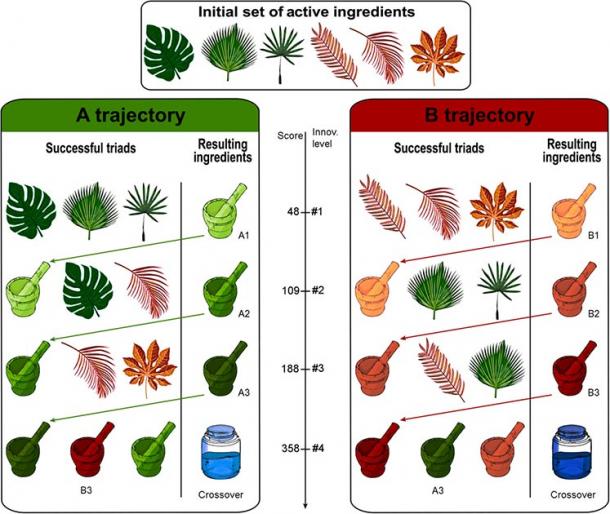 Initial set of active ingredients
A trajectory
Successful triads
Resulting
ingredients
A1
A2
A3
B3
Crossover
Score
Innov.
level
48 #1
109 #2
188 #3
358 #4
B trajectory
Successful triads
Resulting
ingredients
B1
B2
B3
A3
Crossover